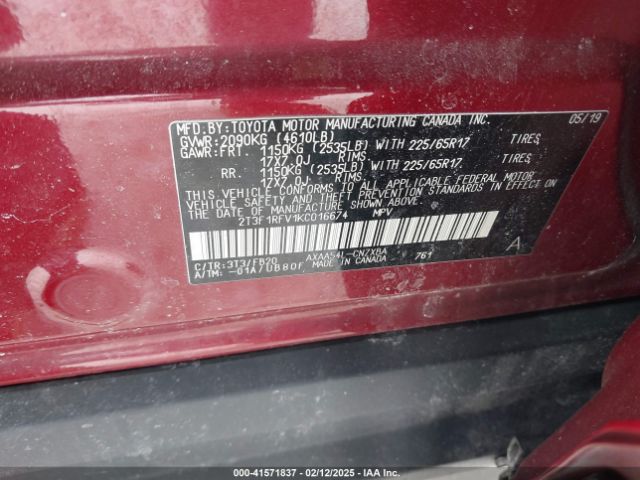 MFD.BY:TOYOTA MOTOR MANUFACTURING CANADA INC. 05/19
GVWR:2090KG (4610LB)
GAWR:FRT 1150KG (2535LB) WITH 225/65R17 TIRES,
17X7.0J RIMS
RR. 1150KG (2535LB) WITH 225/65R17. TIRES,
17X7.0J RIMS
THIS VEHICLE CONFORMS TO ALL APPLICABLE FEDERAL MOTOR
VEHICLE SAFETY AND THEFT PREVENTION STANDARDS IN EFFECT ON
THE DATE OF MANUFACTURE SHOWN ABOVE.
2T3F1RFV1KC016674 MPV
A
C/TR:3T3/FB20 AXAA54L-CNZXBA 761
A/TM: -01A/UB80F MADE IN CANADA
000-41571837 - 02/12/2025 - IAA Inc.